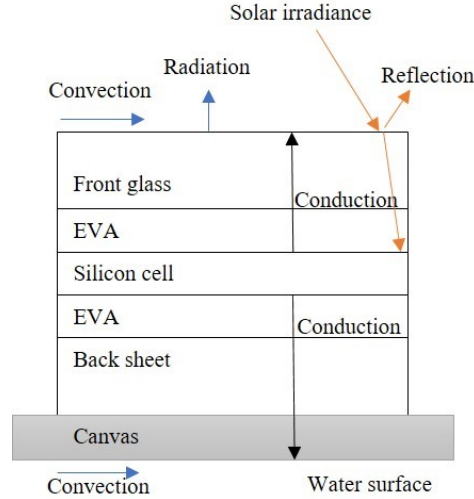 Solar irradiance
Radiation
Reflection
Convection
Front glass
Conduction
EVA
Silicon cell
EVA
Conduction
Back sheet
Canvas
Convection
Water surface